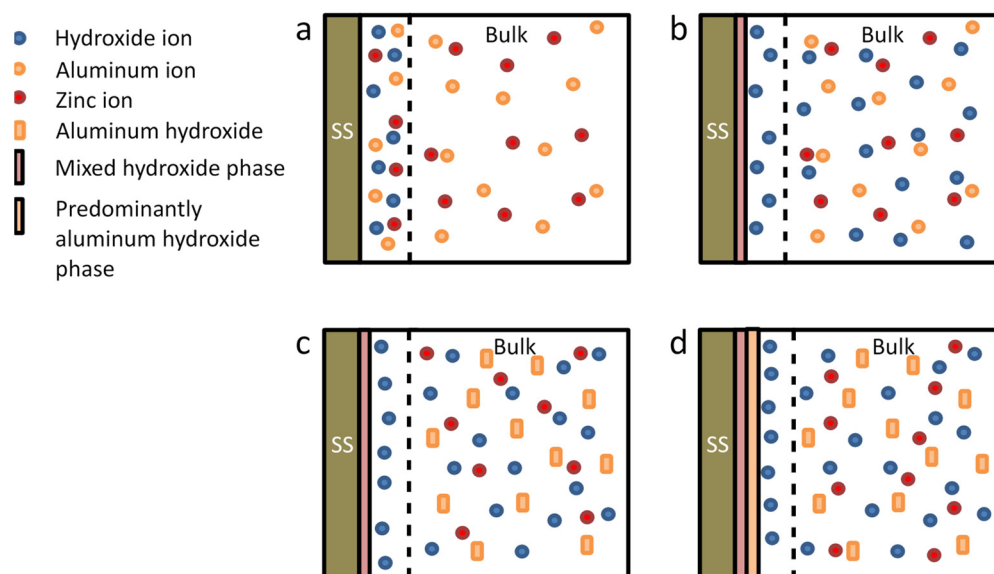 Hydroxide ion
Aluminum ion
Zinc ion
Aluminum hydroxide
Mixed hydroxide phase
Predominantly
aluminum hydroxide
phase
a
Bulk
SS
b
Bulk
SS
c
Bulk
SS
d
Bulk
SS